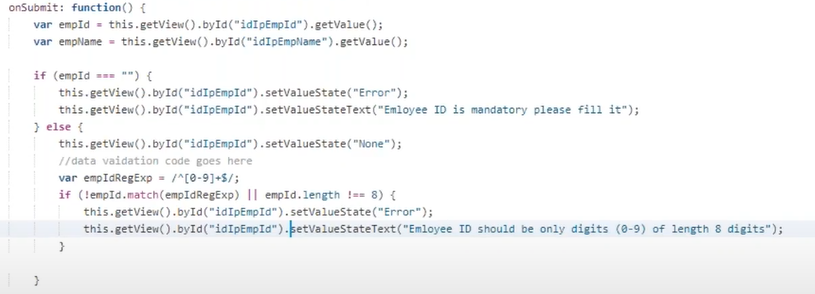 onSubmit: function() {
var empId = this.getView().byId("idIpEmpId").getValue();
var empName = this.getView().byId("idIpEmpName").getValue();
if (empId === "") {
this.getView().byId("idIpEmpId").setValueState("Error");
this.getView().byId("idIpEmpId").setValueStateText("Emloyee ID is mandatory please fill it");
} else {
this.getView().byId("idIpEmpId").setValueState("None");
//data vaidation code goes here
var empIdRegExp = /^[0-9]+$/;
if (!empId.match(empIdRegExp) || empId.length !== 8) {
this.getView().byId("idIpEmpId").setValueState("Error");
this.getView().byId("idIpEmpId").setValueStateText("Emloyee ID should be only digits (0-9) of length 8 digits");
}
}